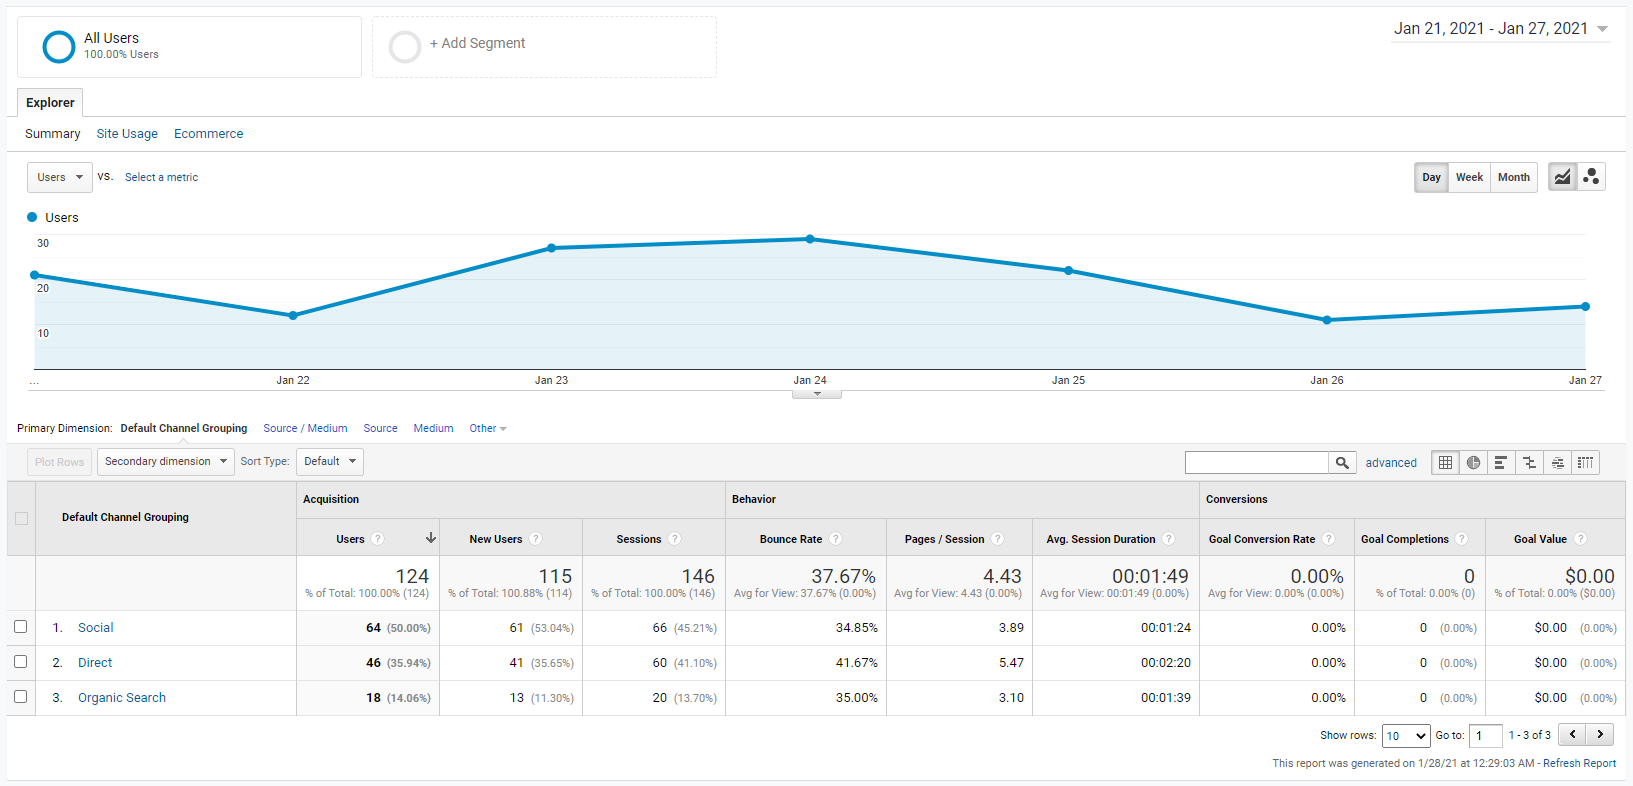 All Users
100.00% Users
+ Add Segment
Jan 21, 2021 - Jan 27, 2021
Explorer
Summary Site Usage Ecommerce
Users VS. Select a metric
Day Week Month
Users
30
20
10
... Jan 22 Jan 23 Jan 24 Jan 25 Jan 26 Jan 27
Primary Dimension: Default Channel Grouping Source / Medium Source Medium Other
Plot Rows Secondary dimension Sort Type: Default advanced
Default Channel Grouping Acquisition Behavior Conversions
Users ? New Users ? Sessions ? Bounce Rate ? Pages / Session ? Avg. Session Duration ? Goal Conversion Rate ? Goal Completions ? Goal Value ?
124 115 146 37.67% 4.43 00:01:49 0.00% 0 $0.00
% of Total: 100.00% (124) % of Total: 100.88% (114) % of Total: 100.00% (146) Avg for View: 37.67% (0.00%) Avg for View: 4.43 (0.00%) Avg for View: 00:01:49 (0.00%) Avg for View: 0.00% (0.00%) % of Total: 0.00% (0) % of Total: 0.00% ($0.00)
1. Social 64 (50.00%) 61 (53.04%) 66 (45.21%) 34.85% 3.89 00:01:24 0.00% 0 (0.00%) $0.00 (0.00%)
2. Direct 46 (35.94%) 41 (35.65%) 60 (41.10%) 41.67% 5.47 00:02:20 0.00% 0 (0.00%) $0.00 (0.00%)
3. Organic Search 18 (14.06%) 13 (11.30%) 20 (13.70%) 35.00% 3.10 00:01:39 0.00% 0 (0.00%) $0.00 (0.00%)
Show rows: 10 Go to: 1 1 - 3 of 3
This report was generated on 1/28/21 at 12:29:03 AM - Refresh Report